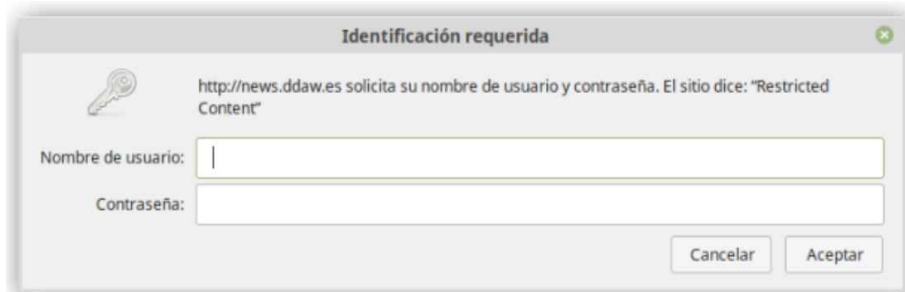 Identificación requerida
http://news.ddaw.es solicita su nombre de usuario y contraseña. El sitio dice: “Restricted
Content”
Nombre de usuario:
Contraseña:
Cancelar Aceptar